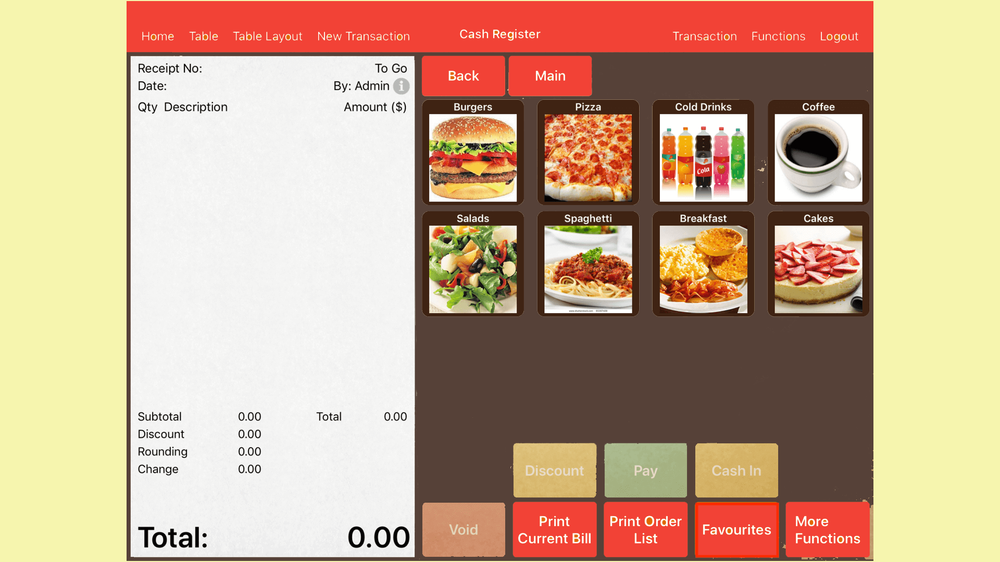 Home Table Table Layout New Transaction Cash Register Transaction Functions Logout
Receipt No: To Go
Date: By: Admin i
Qty Description Amount ($)
Subtotal 0.00 Total 0.00
Discount 0.00
Rounding 0.00
Change 0.00
Total: 0.00
Back Main
Burgers Pizza Cold Drinks Coffee
Cola
Salads Spaghetti Breakfast Cakes
Discount Pay Cash In
Void
Print
Current Bill
Print Order
List
Favourites
More
Functions